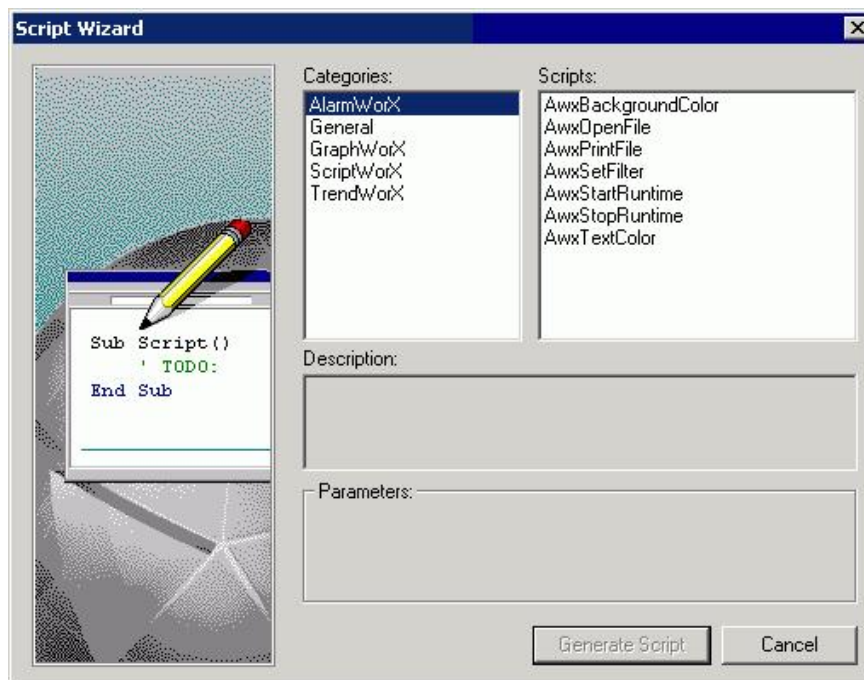 Script Wizard
Categories:
AlarmWorX
General
GraphWorX
ScriptWorX
TrendWorX
Scripts:
AwxBackgroundColor
AwxOpenFile
AwxPrintFile
AwxSetFilter
AwxStartRuntime
AwxStopRuntime
AwxTextColor
Sub Script()
' TODO:
End Sub
Description:
Parameters:
Generate Script
Cancel